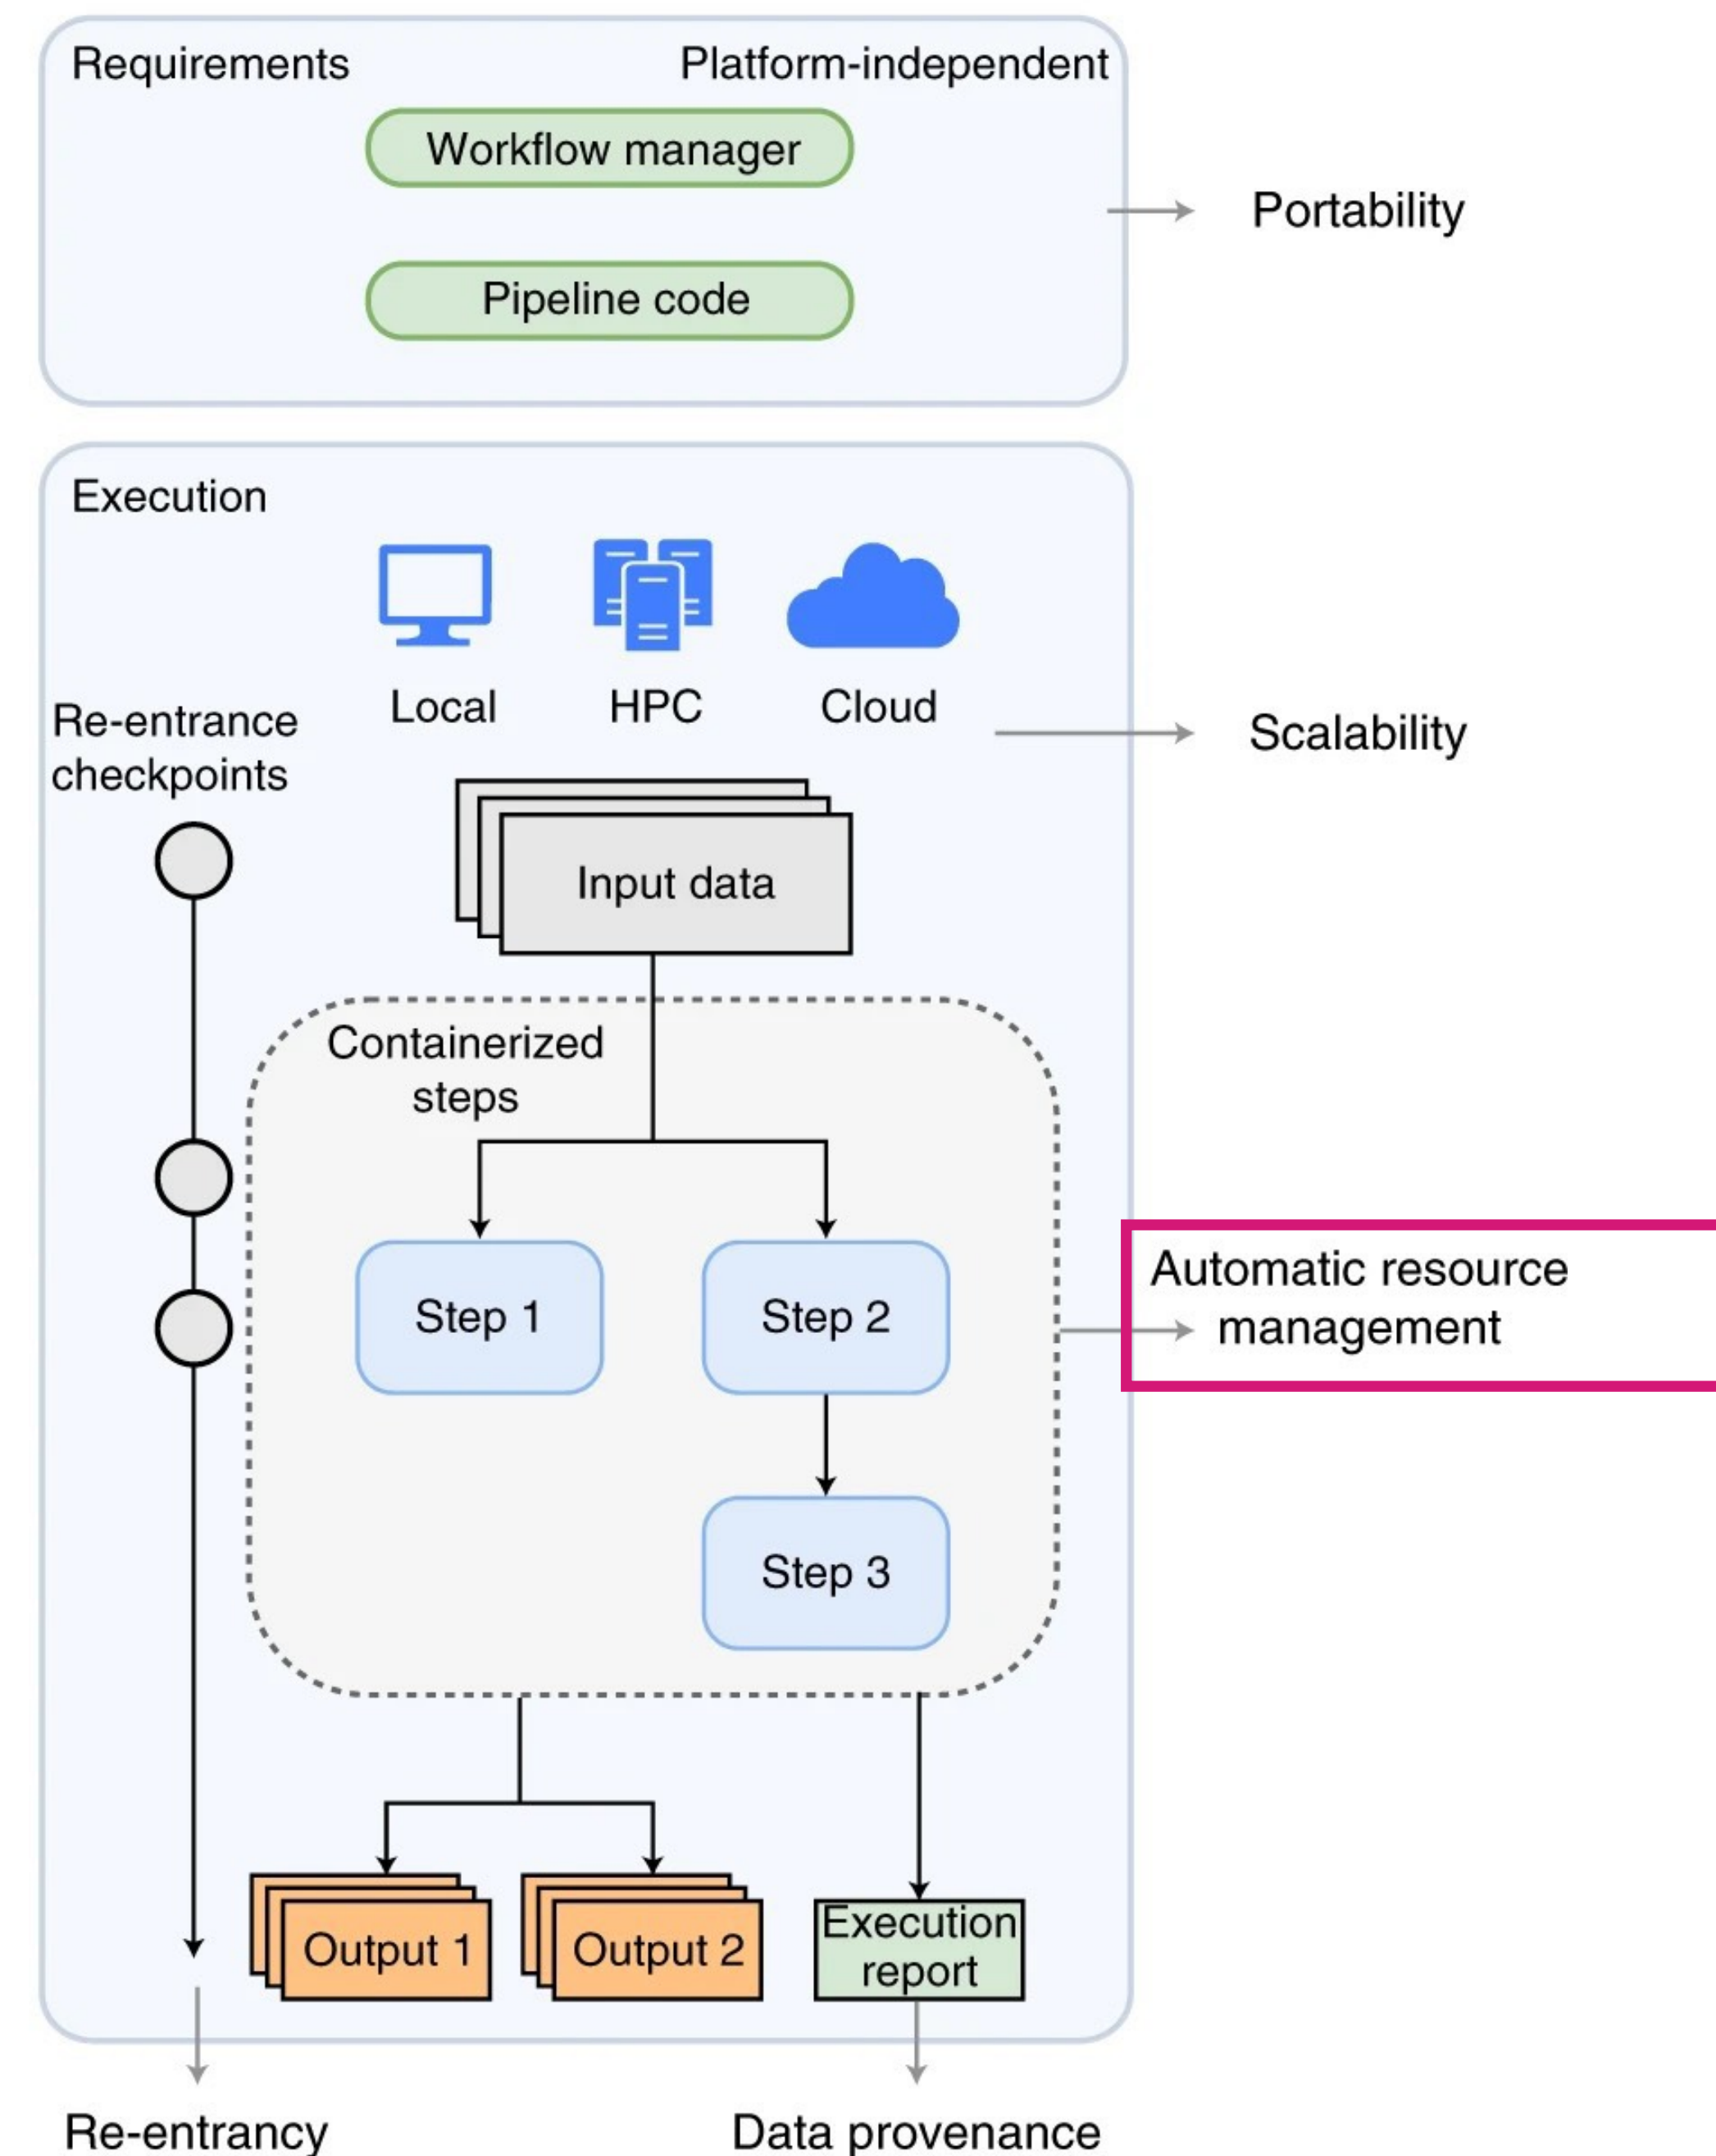 Requirements
Platform-independent
Workflow manager
Portability
Pipeline code
Execution
Local
HPC
Cloud
Re-entrance
checkpoints
Scalability
Input data
Containerized
steps
Step 1
Step 2
Automatic resource
management
Step 3
Output 1
Output 2
Execution
report
Re-entrancy
Data provenance